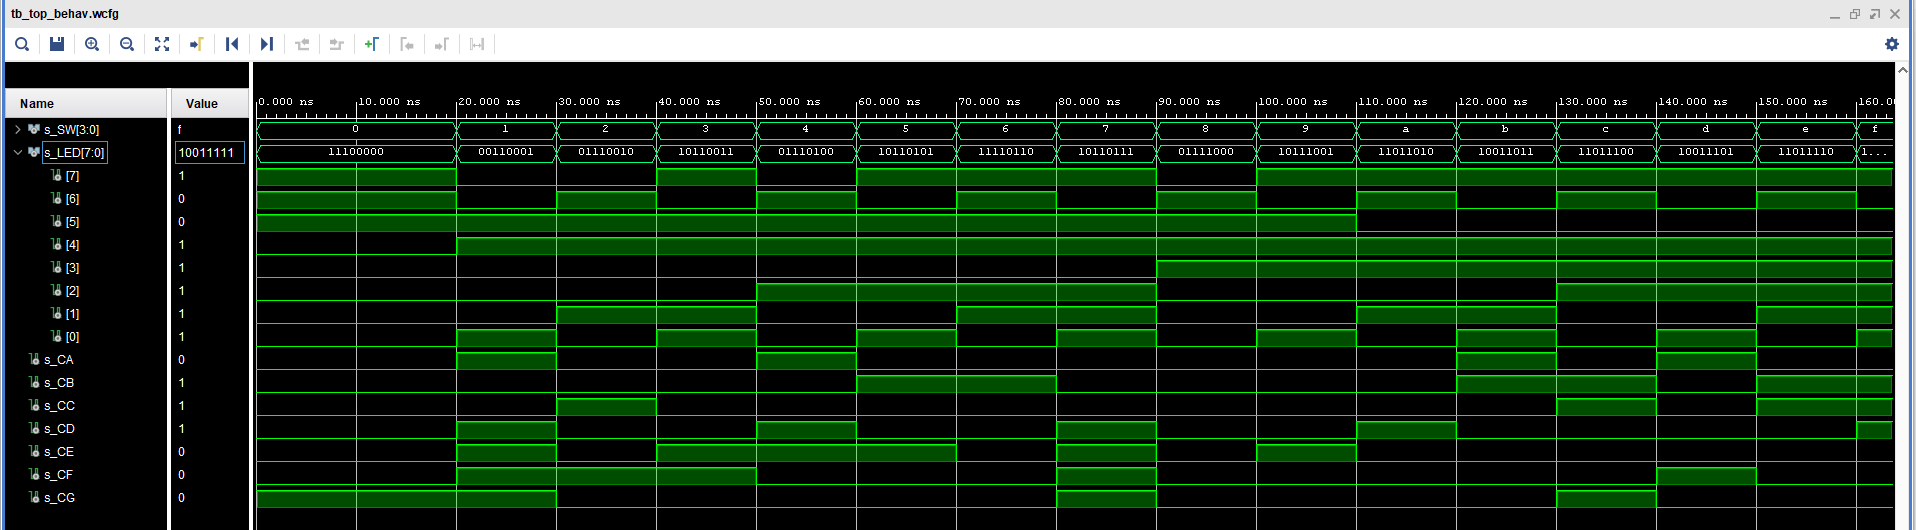 tb_top_behav.wcfg
Name Value 0.000 ns 10.000 ns 20.000 ns 30.000 ns 40.000 ns 50.000 ns 60.000 ns 70.000 ns 80.000 ns 90.000 ns 100.000 ns 110.000 ns 120.000 ns 130.000 ns 140.000 ns 150.000 ns 160.0
s_SW[3:0] f 0 1 2 3 4 5 6 7 8 9 a b c d e f
s_LED[7:0] 10011111 11100000 00110001 01110010 10110011 01110100 10110101 11110110 10110111 01111000 10111001 11011010 10011011 11011100 10011101 11011110 1...
[7] 1
[6] 0
[5] 0
[4] 1
[3] 1
[2] 1
[1] 1
[0] 1
s_CA 0
s_CB 1
s_CC 1
s_CD 1
s_CE 0
s_CF 0
s_CG 0